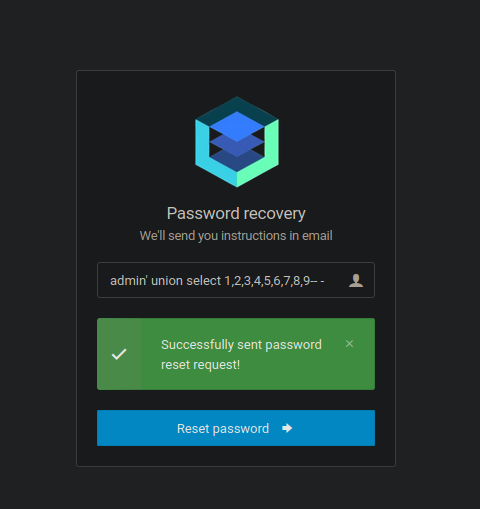 Password recovery
We'll send you instructions in email
admin' union select 1,2,3,4,5,6,7,8,9-- -
Successfully sent password
reset request!
×
Reset password